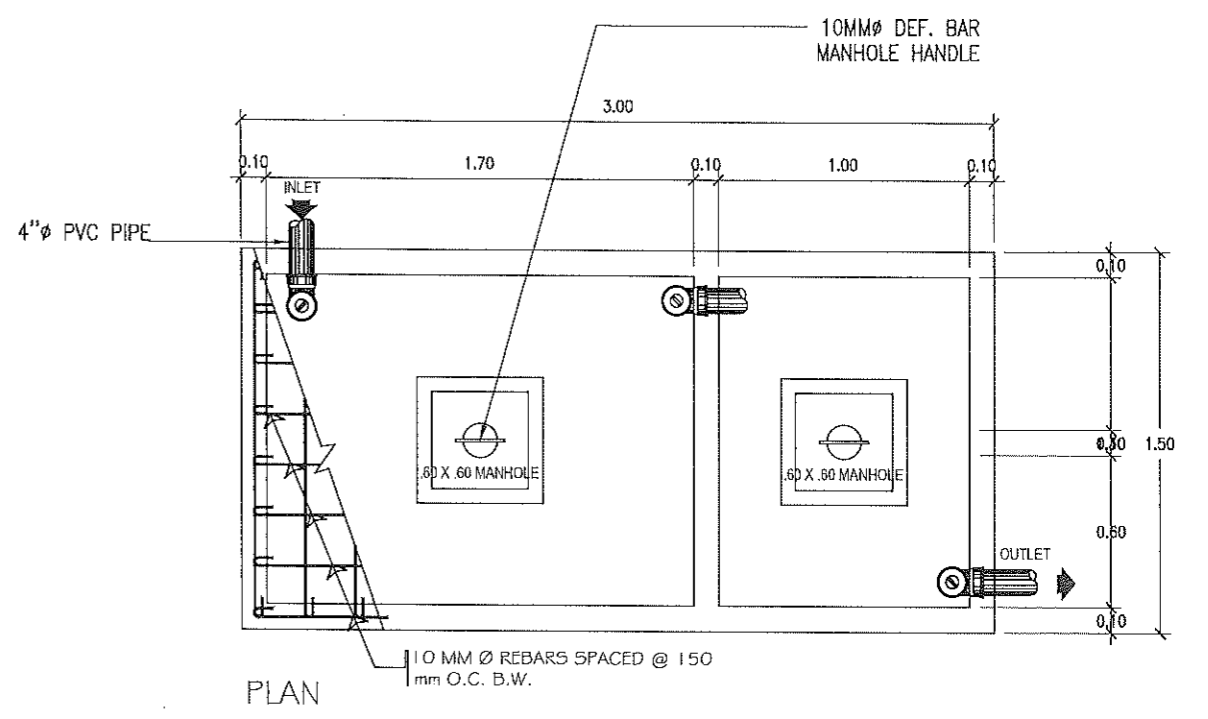 10MMø DEF. BAR
MANHOLE HANDLE
3.00
0.10 1.70 0.10 1.00 0.10
INLET
4"ø PVC PIPE
0.10
1.50
.60 X .60 MANHOLE .60 X .60 MANHOLE
0.60
OUTLET
0.10
10 MM Ø REBARS SPACED @ 150
mm O.C. B.W.
PLAN